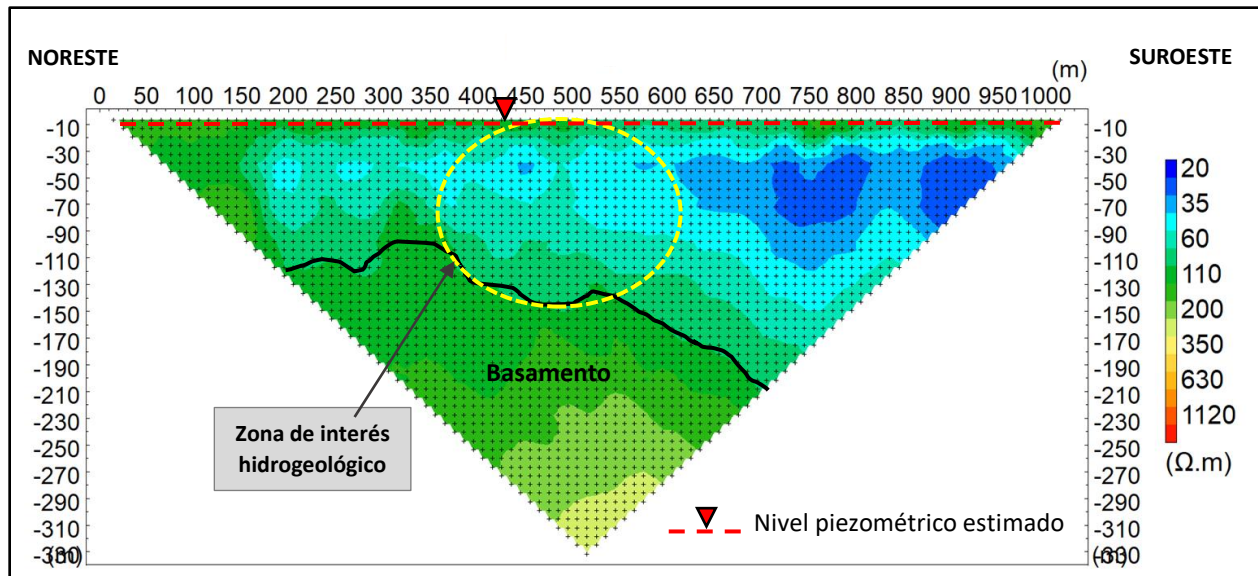 NORESTE
SUROESTE
(m)
0 50 100 150 200 250 300 350 400 450 500 550 600 650 700 750 800 850 900 950 1000
-10 -10
-30 -30
-50 -50
-70 -70
-90 -90
-110 -110
-130 -130
-150 -150
-170 -170
-190 -190
-210 -210
-230 -230
-250 -250
-270 -270
-290 -290
-310 -310
-330 -330
(m) (m)
20
35
60
110
200
350
630
1120
(Ω.m)
Basamento
Zona de interés
hidrogeológico
Nivel piezométrico estimado